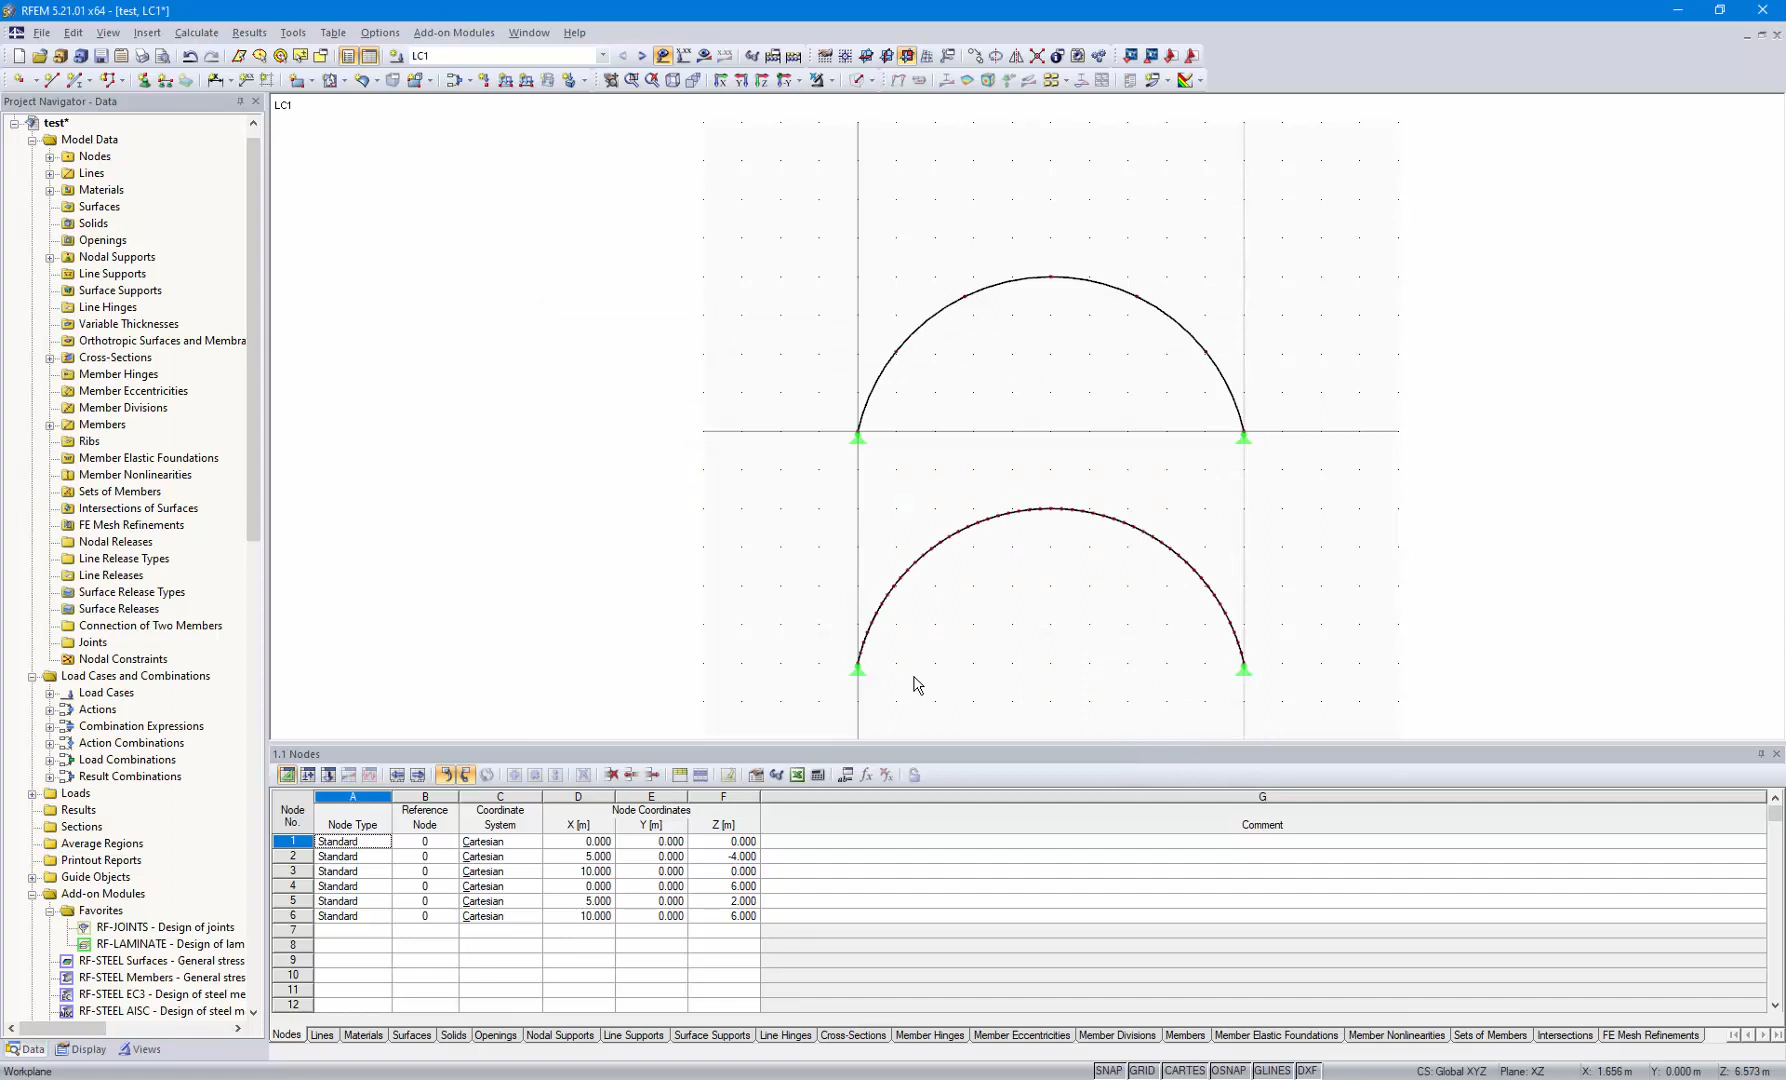 RFEM 5.21.01 x64 - [test, LC1*]
File Edit View Insert Calculate Results Tools Table Options Add-on Modules Window Help
LC1
Project Navigator - Data
test*
Model Data
Nodes
Lines
Materials
Surfaces
Solids
Openings
Nodal Supports
Line Supports
Surface Supports
Line Hinges
Variable Thicknesses
Orthotropic Surfaces and Membra
Cross-Sections
Member Hinges
Member Eccentricities
Member Divisions
Members
Ribs
Member Elastic Foundations
Member Nonlinearities
Sets of Members
Intersections of Surfaces
FE Mesh Refinements
Nodal Releases
Line Release Types
Line Releases
Surface Release Types
Surface Releases
Connection of Two Members
Joints
Nodal Constraints
Load Cases and Combinations
Load Cases
Actions
Combination Expressions
Action Combinations
Load Combinations
Result Combinations
Loads
Results
Sections
Average Regions
Printout Reports
Guide Objects
Add-on Modules
Favorites
RF-JOINTS - Design of joints
RF-LAMINATE - Design of lam
RF-STEEL Surfaces - General stress
RF-STEEL Members - General stres
RF-STEEL EC3 - Design of steel me
RF-STEEL AISC - Design of steel m
Data Display Views
LC1
1.1 Nodes
A B C D E F G
Node Reference Coordinate Node Coordinates
No. Node Type Node System X [m] Y [m] Z [m] Comment
1 Standard 0 Cartesian 0.000 0.000 0.000
2 Standard 0 Cartesian 5.000 0.000 -4.000
3 Standard 0 Cartesian 10.000 0.000 0.000
4 Standard 0 Cartesian 0.000 0.000 6.000
5 Standard 0 Cartesian 5.000 0.000 2.000
6 Standard 0 Cartesian 10.000 0.000 6.000
7
8
9
10
11
12
Nodes Lines Materials Surfaces Solids Openings Nodal Supports Line Supports Surface Supports Line Hinges Cross-Sections Member Hinges Member Eccentricities Member Divisions Members Member Elastic Foundations Member Nonlinearities Sets of Members Intersections FE Mesh Refinements
Workplane SNAP GRID CARTES OSNAP GLINES DXF CS: Global XYZ Plane: XZ X: 1.656 m Y: 0.000 m Z: 6.573 m